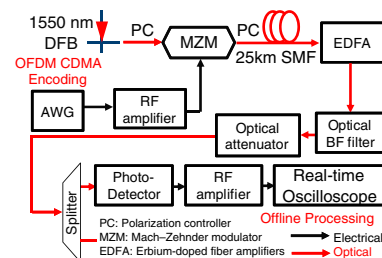 1550 nm
DFB
PC
MZM
PC
25km SMF
EDFA
OFDM CDMA
Encoding
AWG
RF
amplifier
Optical
attenuator
Optical
BF filter
Splitter
Photo-
Detector
RF
amplifier
Real-time
Oscilloscope
Offline Processing
PC: Polarization controller
MZM: Mach–Zehnder modulator
EDFA: Erbium-doped fiber amplifiers
Electrical
Optical